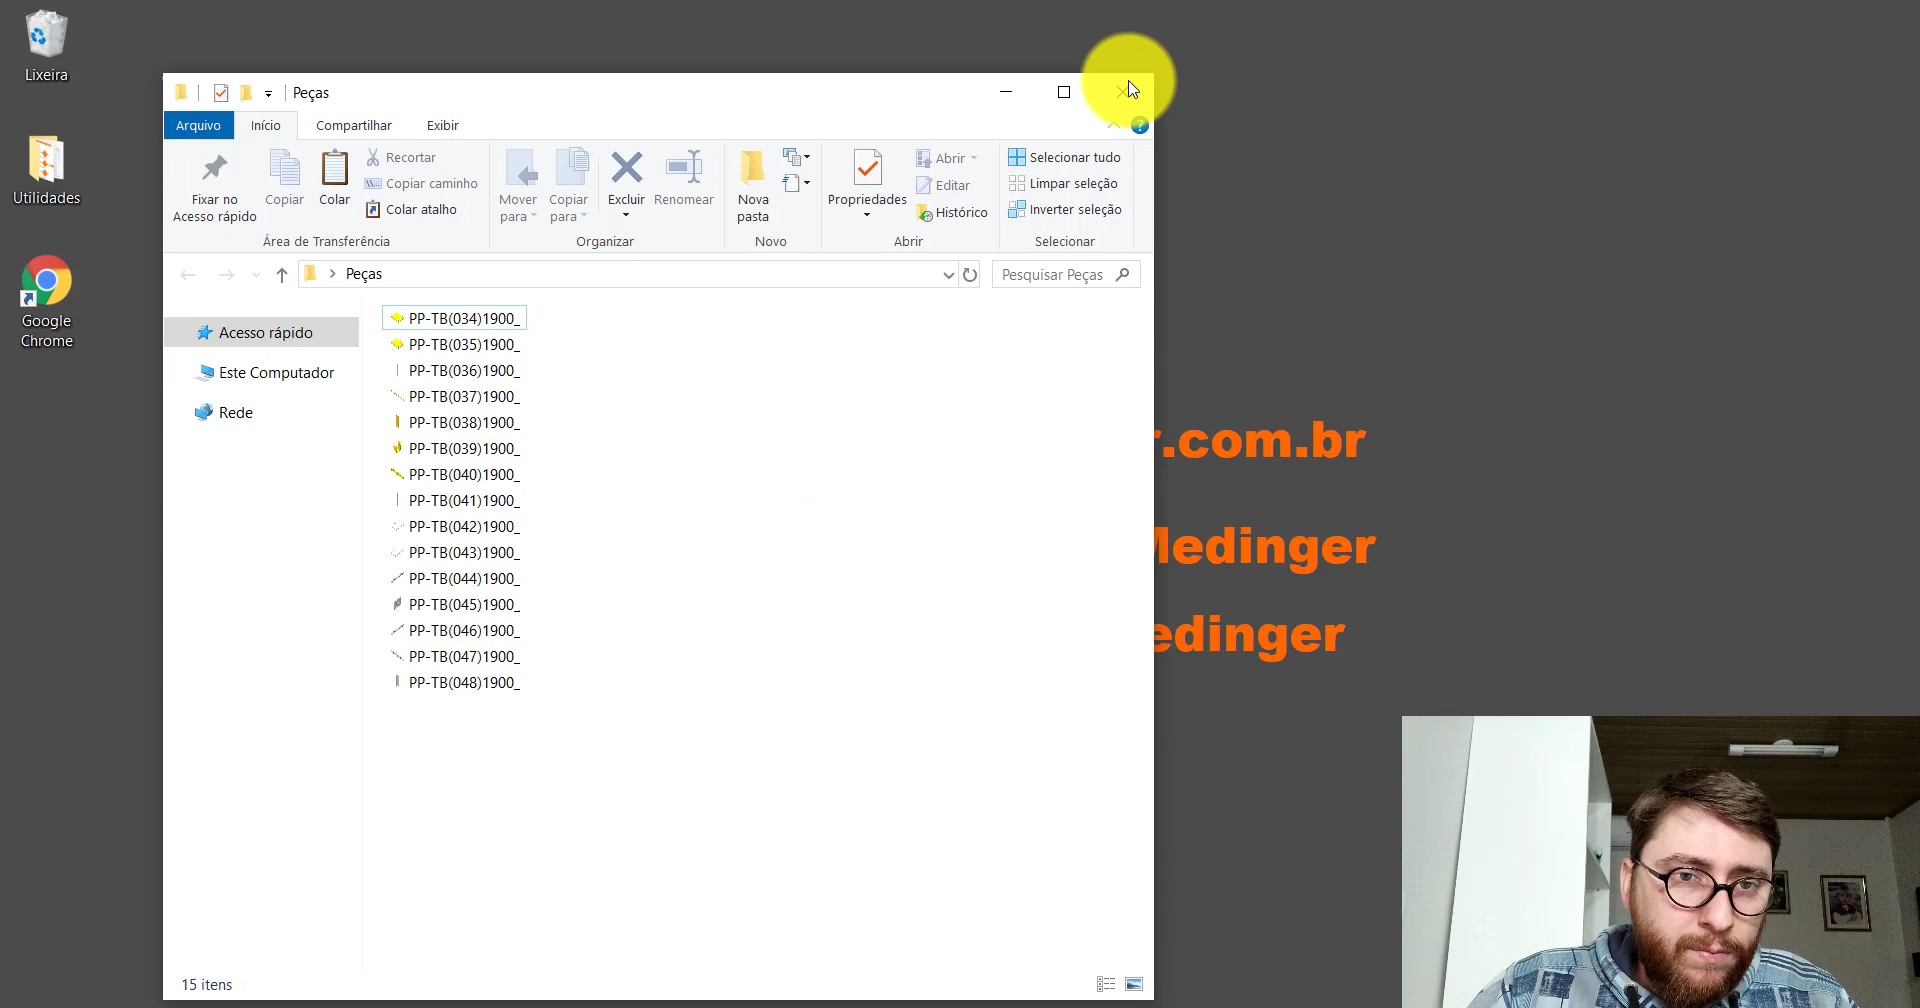 Lixeira
Utilidades
Google
Chrome
Peças
Arquivo Início Compartilhar Exibir
Fixar no
Acesso rápido
Copiar
Colar
Recortar
Copiar caminho
Colar atalho
Área de Transferência
Mover
para
Copiar
para
Excluir
Renomear
Organizar
Nova
pasta
Novo
Propriedades
Abrir
Editar
Histórico
Abrir
Selecionar tudo
Limpar seleção
Inverter seleção
Selecionar
Peças
Pesquisar Peças
Acesso rápido
Este Computador
Rede
PP-TB(034)1900_
PP-TB(035)1900_
PP-TB(036)1900_
PP-TB(037)1900_
PP-TB(038)1900_
PP-TB(039)1900_
PP-TB(040)1900_
PP-TB(041)1900_
PP-TB(042)1900_
PP-TB(043)1900_
PP-TB(044)1900_
PP-TB(045)1900_
PP-TB(046)1900_
PP-TB(047)1900_
PP-TB(048)1900_
15 itens
r.com.br
Medinger
edinger